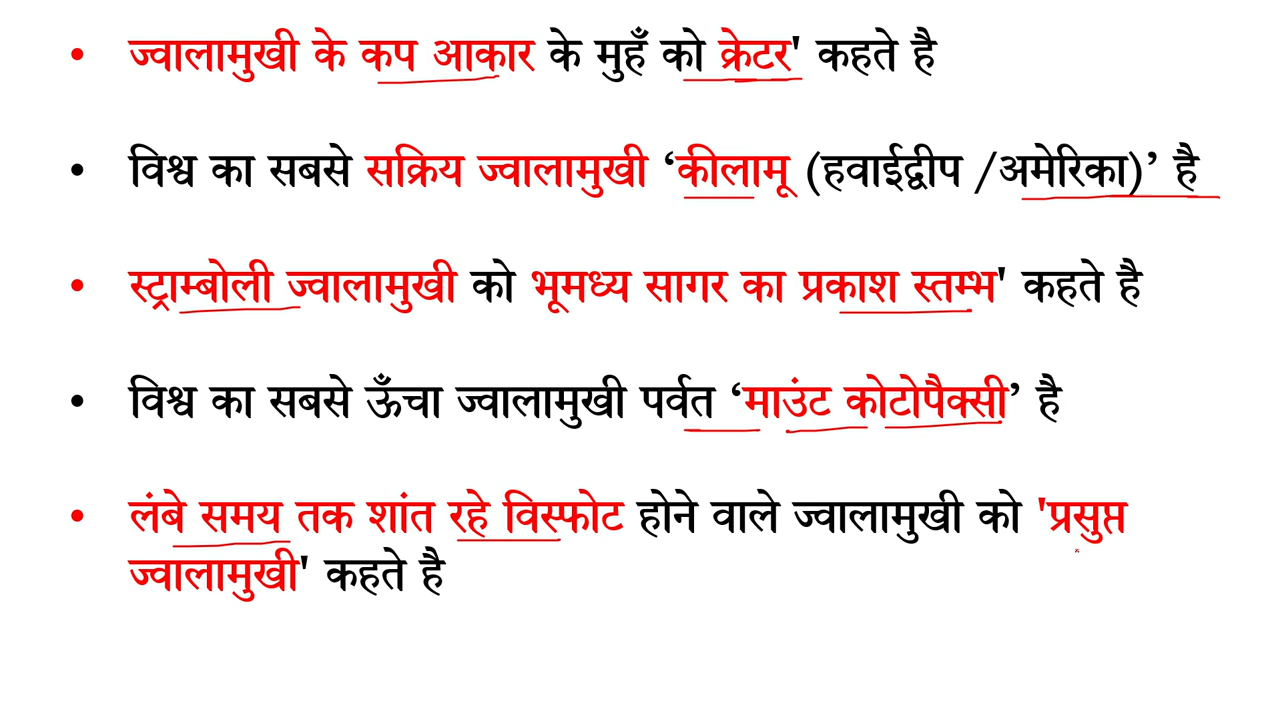 • ज्वालामुखी के कप आकार के मुहँ को क्रेटर' कहते है
• विश्व का सबसे सक्रिय ज्वालामुखी ‘कीलामू (हवाईद्वीप /अमेरिका)’ है
• स्ट्राम्बोली ज्वालामुखी को भूमध्य सागर का प्रकाश स्तम्भ' कहते है
• विश्व का सबसे ऊँचा ज्वालामुखी पर्वत ‘माउंट कोटोपैक्सी’ है
• लंबे समय तक शांत रहे विस्फोट होने वाले ज्वालामुखी को 'प्रसुप्त
ज्वालामुखी' कहते है